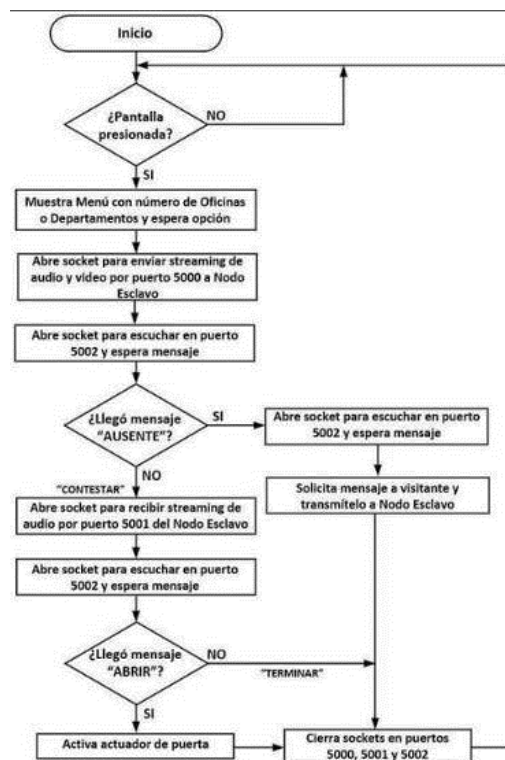 Inicio
¿Pantalla
presionada?
NO
SI
Muestra Menú con número de Oficinas
o Departamentos y espera opción
Abre socket para enviar streaming de
audio y video por puerto 5000 a Nodo
Esclavo
Abre socket para escuchar en puerto
5002 y espera mensaje
¿Llegó mensaje
"AUSENTE"?
SI
Abre socket para escuchar en puerto
5002 y espera mensaje
NO
"CONTESTAR"
Solicita mensaje a visitante y
transmítelo a Nodo Esclavo
Abre socket para recibir streaming de
audio por puerto 5001 del Nodo Esclavo
Abre socket para escuchar en puerto
5002 y espera mensaje
¿Llegó mensaje
"ABRIR"?
NO
"TERMINAR"
SI
Activa actuador de puerta
Cierra sockets en puertos
5000, 5001 y 5002